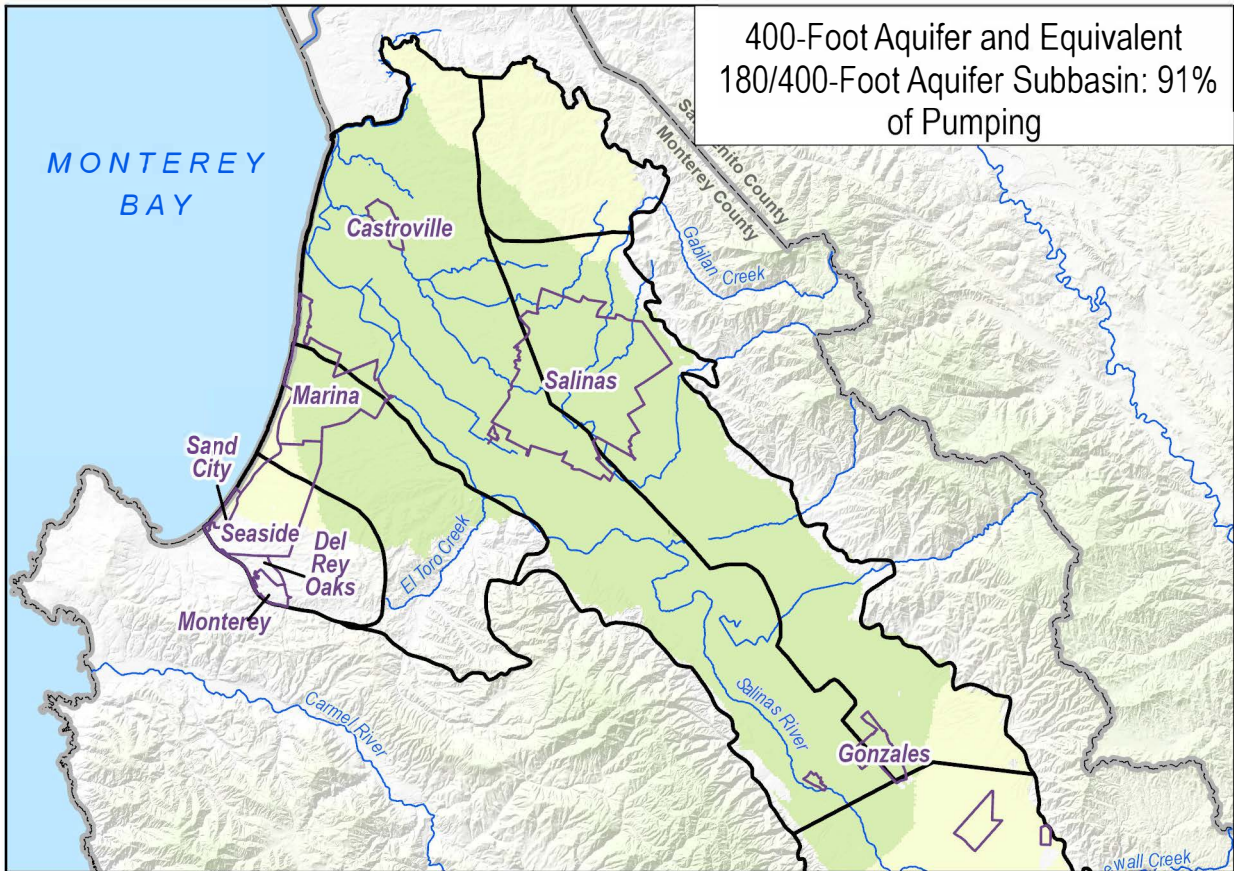 400-Foot Aquifer and Equivalent
180/400-Foot Aquifer Subbasin: 91%
of Pumping
MONTEREY
BAY
Monterey County
Castroville
Gabilan Creek
Salinas
Marina
Sand
City
Seaside
Del
Rey
Oaks
El Toro Creek
Monterey
Carmel River
Salinas River
Gonzales
Creek